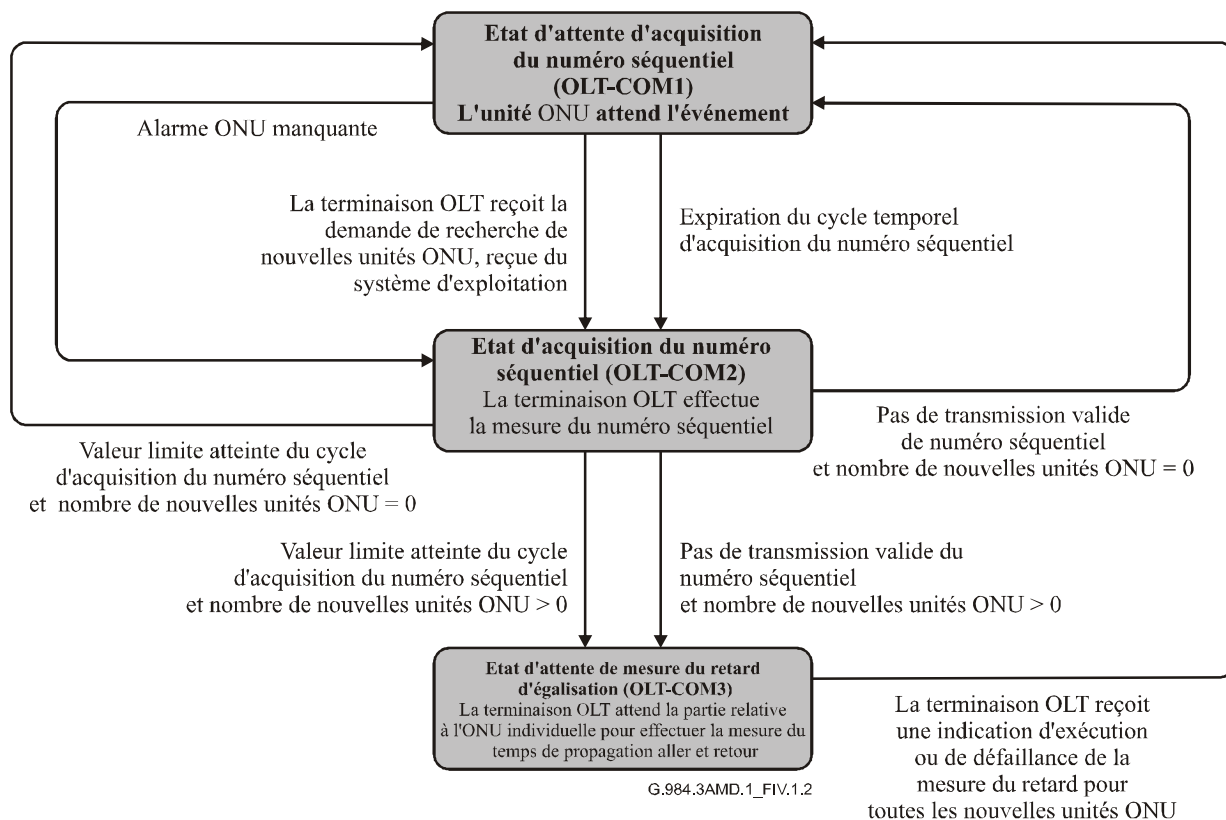 Etat d'attente d'acquisition
du numéro séquentiel
(OLT-COM1)
L'unité ONU attend l'événement
Alarme ONU manquante
La terminaison OLT reçoit la
demande de recherche de
nouvelles unités ONU, reçue du
système d'exploitation
Expiration du cycle temporel
d'acquisition du numéro séquentiel
Etat d'acquisition du numéro
séquentiel (OLT-COM2)
La terminaison OLT effectue
la mesure du numéro séquentiel
Valeur limite atteinte du cycle
d'acquisition du numéro séquentiel
et nombre de nouvelles unités ONU = 0
Pas de transmission valide
de numéro séquentiel
et nombre de nouvelles unités ONU = 0
Valeur limite atteinte du cycle
d'acquisition du numéro séquentiel
et nombre de nouvelles unités ONU > 0
Pas de transmission valide du
numéro séquentiel
et nombre de nouvelles unités ONU > 0
Etat d'attente de mesure du retard
d'égalisation (OLT-COM3)
La terminaison OLT attend la partie relative
à l'ONU individuelle pour effectuer la mesure du
temps de propagation aller et retour
La terminaison OLT reçoit
une indication d'exécution
ou de défaillance de la
mesure du retard pour
toutes les nouvelles unités ONU
G.984.3AMD.1_FIV.1.2